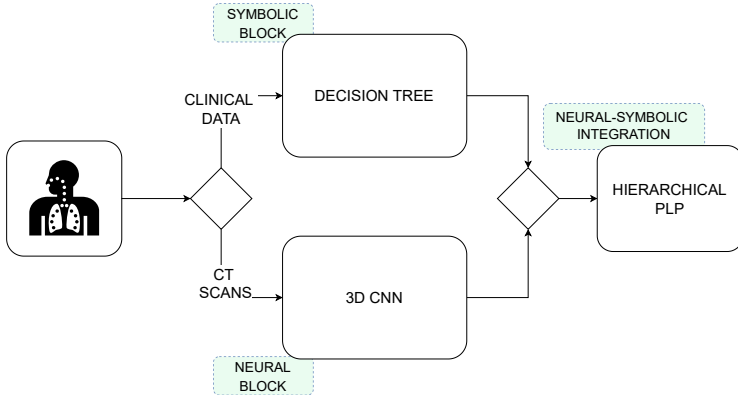 SYMBOLIC
BLOCK
CLINICAL
DATA
DECISION TREE
NEURAL-SYMBOLIC
INTEGRATION
HIERARCHICAL
PLP
CT
SCANS
3D CNN
NEURAL
BLOCK